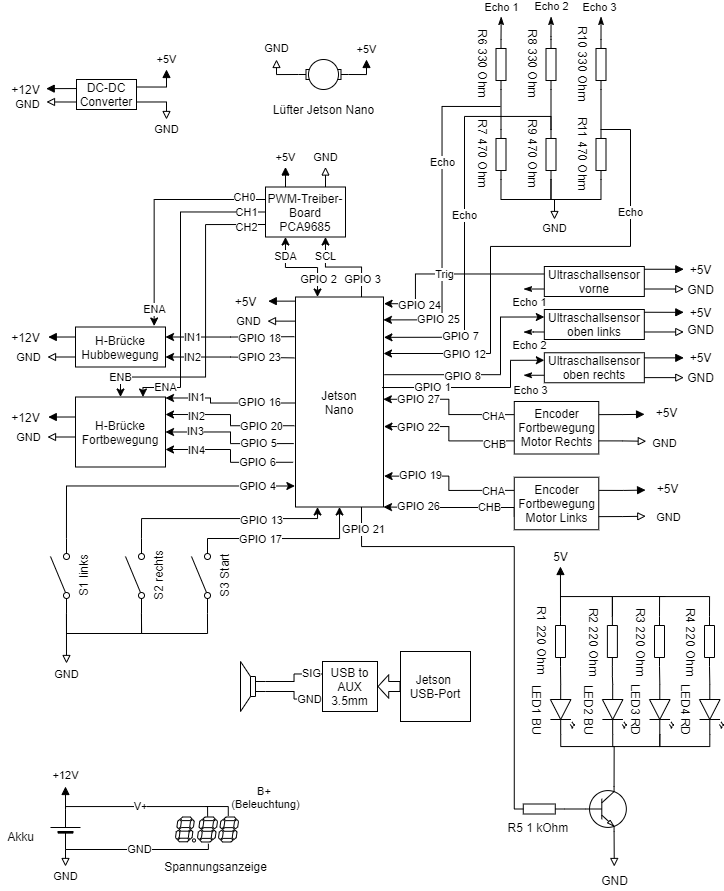 Echo 1
Echo 2
Echo 3
R6 330 Ohm
R8 330 Ohm
R10 330 Ohm
R7 470 Ohm
R9 470 Ohm
R11 470 Ohm
Echo
Echo
Echo
GND
+12V
GND
DC-DC
Converter
+5V
GND
GND
+5V
Lüfter Jetson Nano
+5V
GND
CH0
CH1
CH2
PWM-Treiber-
Board
PCA9685
SDA
SCL
GPIO 2
GPIO 3
ENA
+12V
GND
H-Brücke
Hubbewegung
IN1
IN2
ENB
ENA
+12V
GND
H-Brücke
Fortbewegung
IN1
IN2
IN3
IN4
+5V
GND
GPIO 18
GPIO 23
GPIO 16
GPIO 20
GPIO 5
GPIO 6
GPIO 4
GPIO 13
GPIO 17
Jetson
Nano
Trig
GPIO 24
GPIO 25
GPIO 7
GPIO 12
GPIO 8
GPIO 1
GPIO 27
GPIO 22
GPIO 19
GPIO 26
GPIO 21
Ultraschallsensor
vorne
+5V
GND
Echo 1
Ultraschallsensor
oben links
+5V
GND
Echo 2
Ultraschallsensor
oben rechts
+5V
GND
Echo 3
CHA
CHB
Encoder
Fortbewegung
Motor Rechts
+5V
GND
CHA
CHB
Encoder
Fortbewegung
Motor Links
+5V
GND
S1 links
S2 rechts
S3 Start
GND
SIG
GND
USB to
AUX
3.5mm
Jetson
USB-Port
5V
R1 220 Ohm
R2 220 Ohm
R3 220 Ohm
R4 220 Ohm
LED1 BU
LED2 BU
LED3 RD
LED4 RD
R5 1 kOhm
GND
+12V
Akku
GND
V+
GND
B+
(Beleuchtung)
8.88
Spannungsanzeige